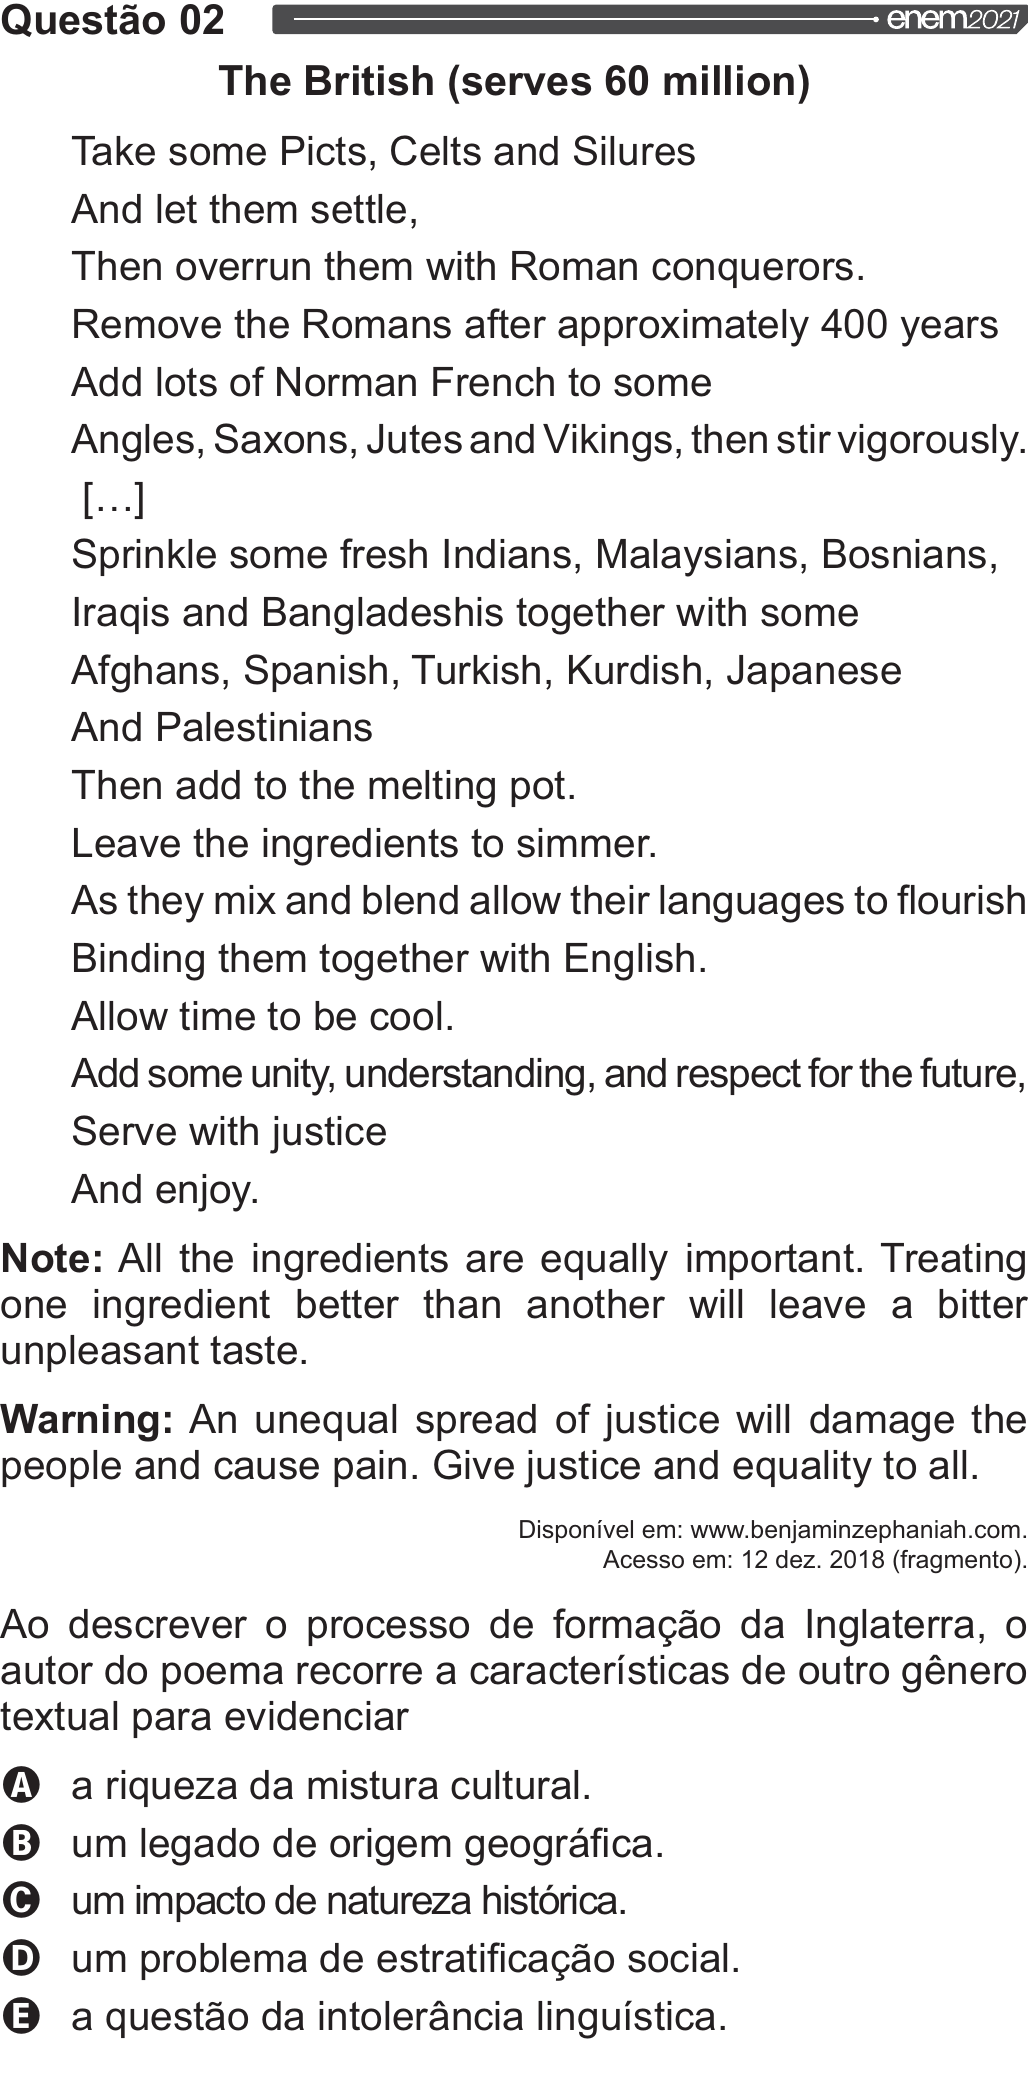 Questão 02 enem2021
The British (serves 60 million)
Take some Picts, Celts and Silures
And let them settle,
Then overrun them with Roman conquerors.
Remove the Romans after approximately 400 years
Add lots of Norman French to some
Angles, Saxons, Jutes and Vikings, then stir vigorously.
[…]
Sprinkle some fresh Indians, Malaysians, Bosnians,
Iraqis and Bangladeshis together with some
Afghans, Spanish, Turkish, Kurdish, Japanese
And Palestinians
Then add to the melting pot.
Leave the ingredients to simmer.
As they mix and blend allow their languages to flourish
Binding them together with English.
Allow time to be cool.
Add some unity, understanding, and respect for the future,
Serve with justice
And enjoy.
Note: All the ingredients are equally important. Treating
one ingredient better than another will leave a bitter
unpleasant taste.
Warning: An unequal spread of justice will damage the
people and cause pain. Give justice and equality to all.
Disponível em: www.benjaminzephaniah.com.
Acesso em: 12 dez. 2018 (fragmento).
Ao descrever o processo de formação da Inglaterra, o
autor do poema recorre a características de outro gênero
textual para evidenciar
A a riqueza da mistura cultural.
B um legado de origem geográfica.
C um impacto de natureza histórica.
D um problema de estratificação social.
E a questão da intolerância linguística.